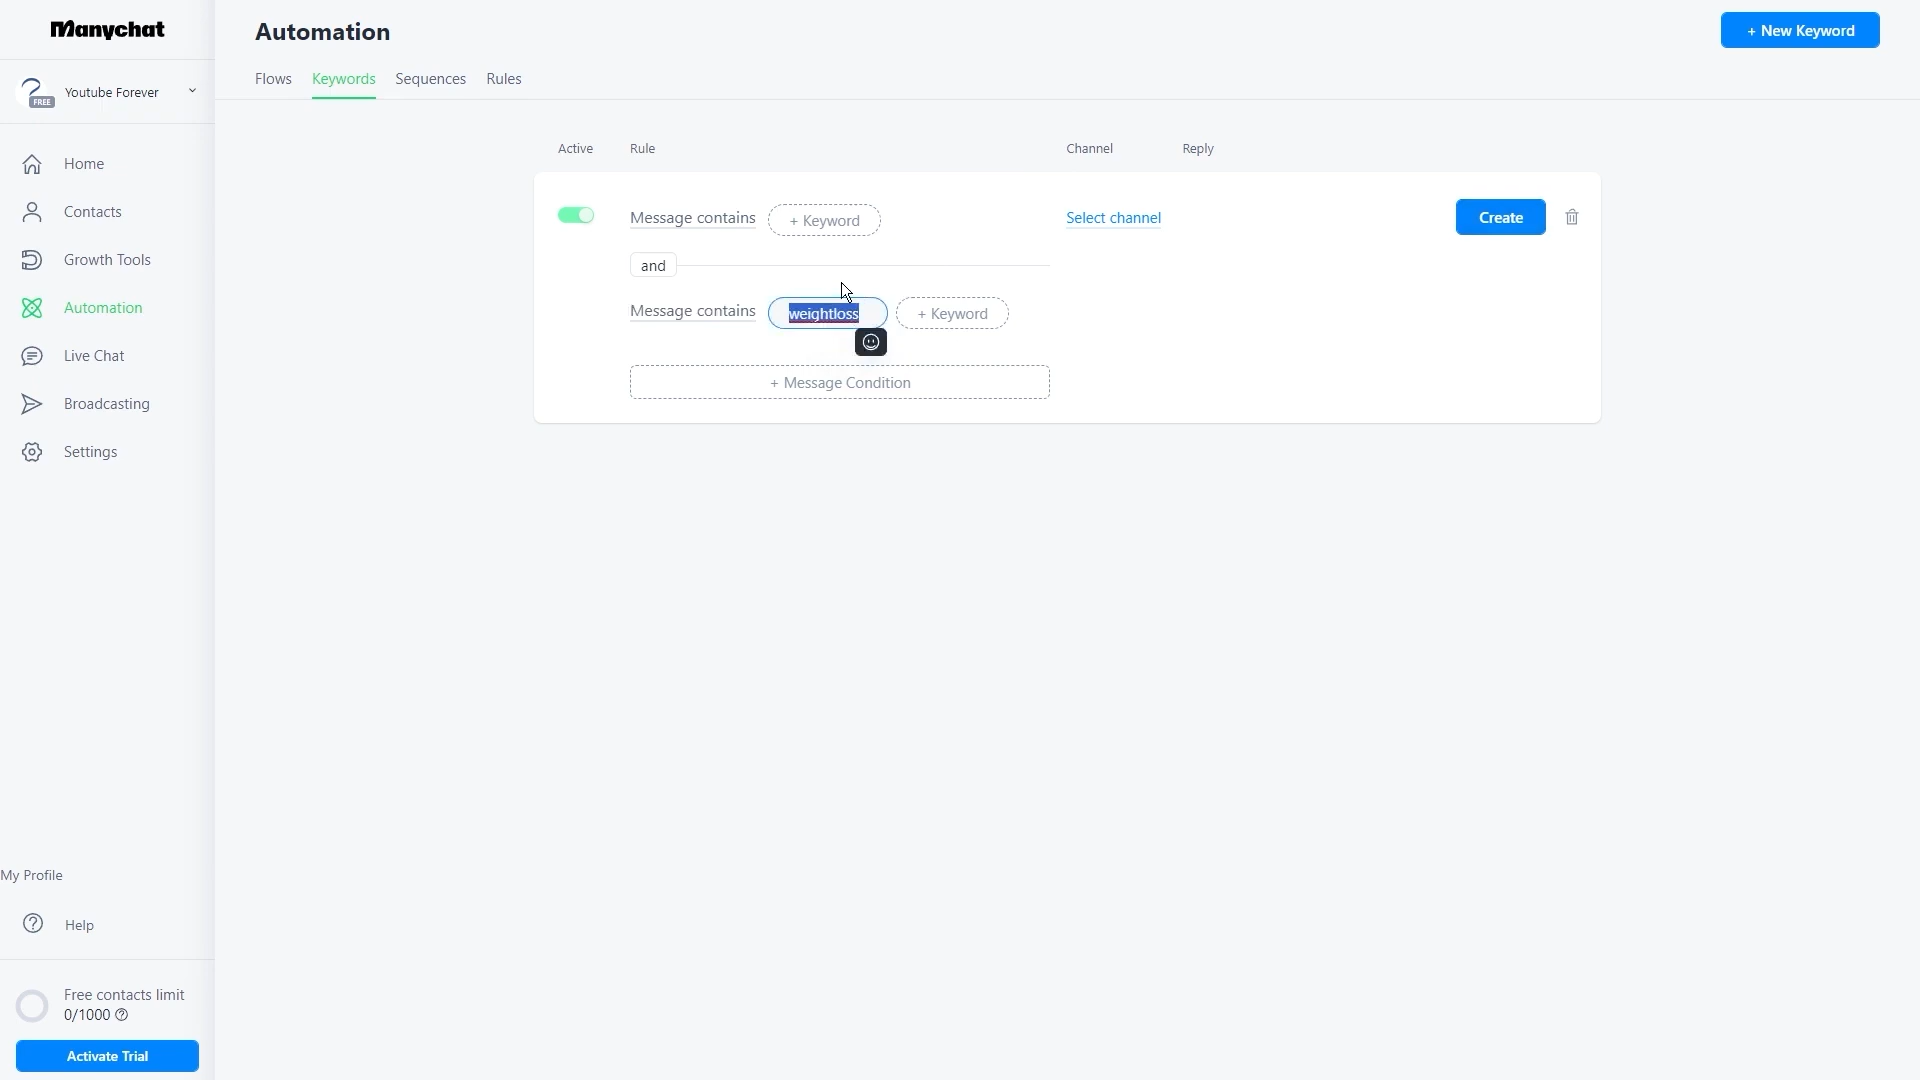 Manychat
Automation
+ New Keyword
FREE
Youtube Forever
Flows
Keywords
Sequences
Rules
Home
Contacts
Growth Tools
Automation
Live Chat
Broadcasting
Settings
Active
Rule
Channel
Reply
Message contains
+ Keyword
Select channel
Create
and
Message contains
weightloss
+ Keyword
+ Message Condition
My Profile
Help
Free contacts limit
0/1000
Activate Trial